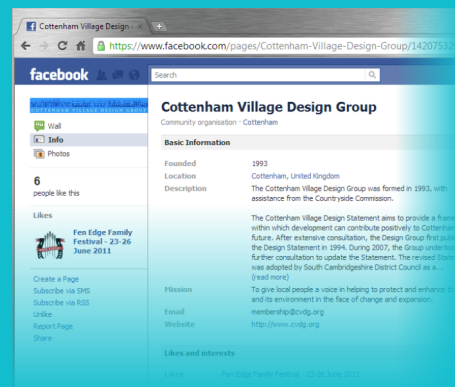 Cottenham Village Design
https://www.facebook.com/pages/Cottenham-Village-Design-Group/14207532
facebook
Search
COTTENHAM VILLAGE DESIGN GROUP
Wall
Info
Photos
6
people like this
Likes
Fen Edge Family
Festival - 23-26
June 2011
Create a Page
Subscribe via SMS
Subscribe via RSS
Unlike
Report Page
Share
Cottenham Village Design Group
Community organisation · Cottenham
Basic Information
Founded 1993
Location Cottenham, United Kingdom
Description The Cottenham Village Design Group was formed in 1993, with
assistance from the Countryside Commission.
The Cottenham Village Design Statement aims to provide a
within which development can contribute positively to Cottenham
future. After extensive consultation, the Design Group first
the Design Statement in 1994. During 2007, the Group
further consultation to update the Statement. The revised
was adopted by South Cambridgeshire District Council as a...
(read more)
Mission To give local people a voice in helping to protect and enhance
and its environment in the face of change and expansion.
Email membership@cvdg.org
Website http://www.cvdg.org
Likes and interests
Likes Fen Edge Family Festival - 23-26 June 2011